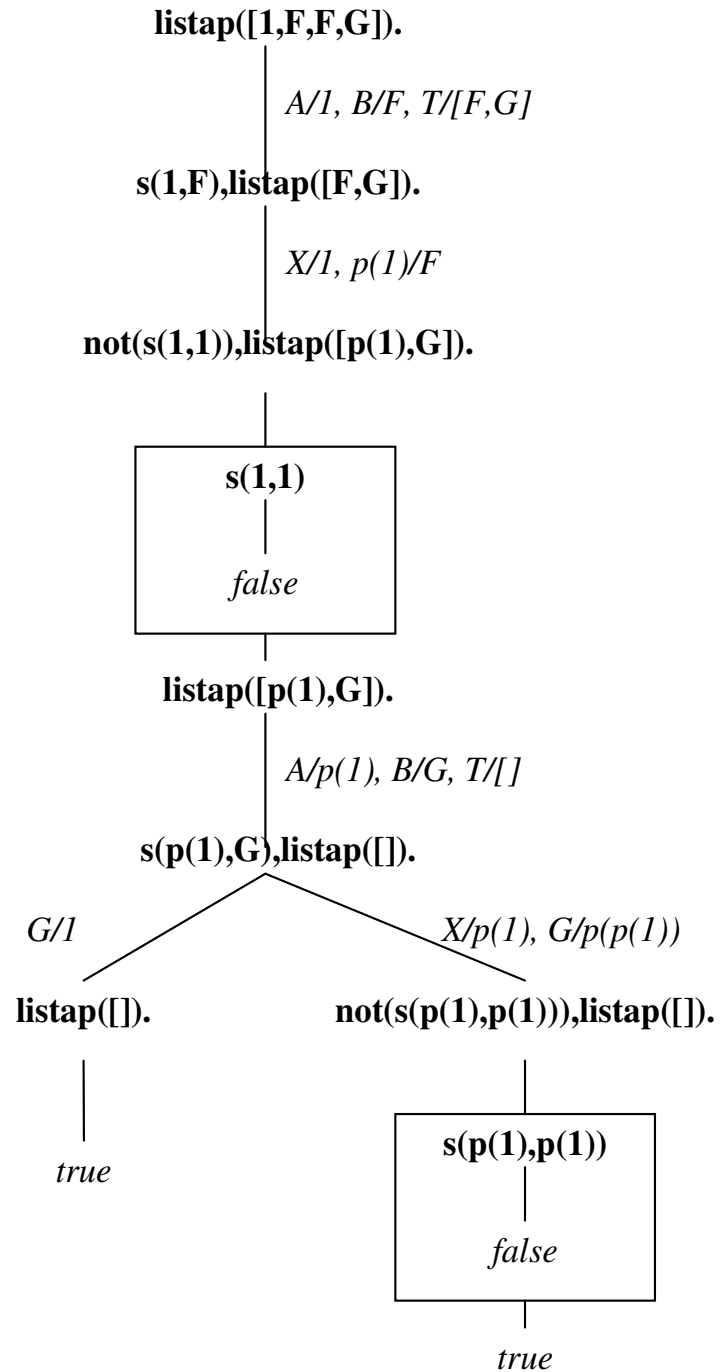 listap([1,F,F,G]).
A/1, B/F, T/[F,G]
s(1,F),listap([F,G]).
X/1, p(1)/F
not(s(1,1)),listap([p(1),G]).
s(1,1)
false
listap([p(1),G]).
A/p(1), B/G, T/[]
s(p(1),G),listap([]).
G/1
X/p(1), G/p(p(1))
listap([]).
not(s(p(1),p(1))),listap([]).
true
s(p(1),p(1))
false
true